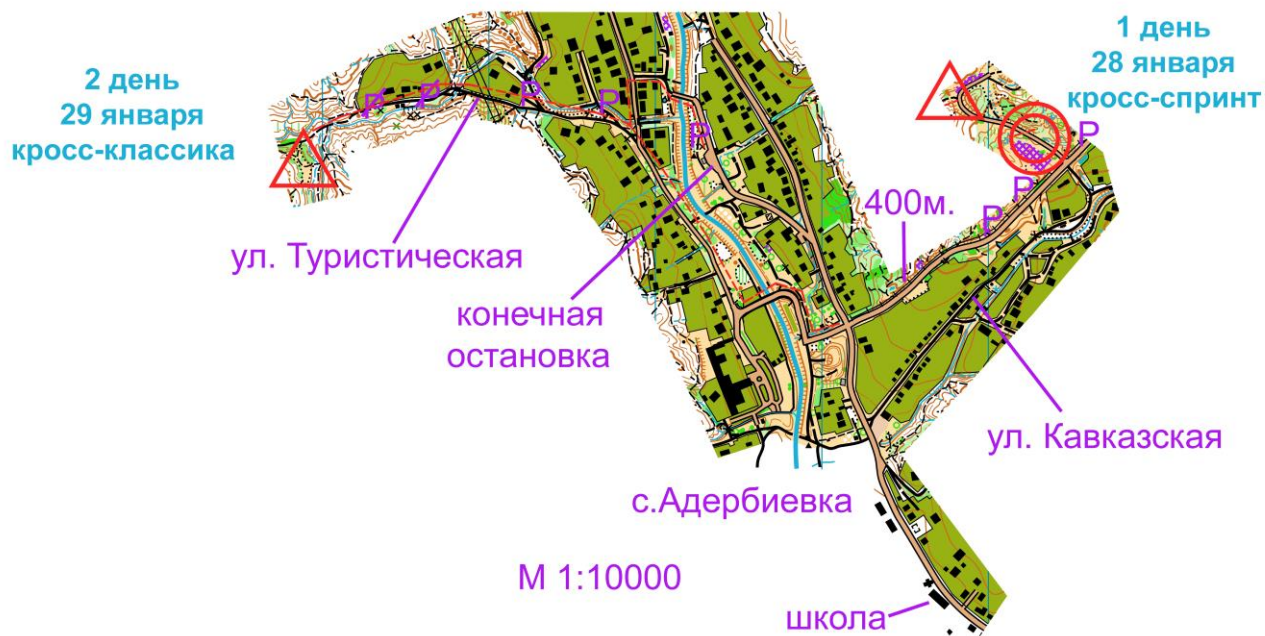 1 день
28 января
кросс-спринт
2 день
29 января
кросс-классика
P
P
P
P
P
P
P
P
400м.
ул. Туристическая
конечная
остановка
ул. Кавказская
с.Адербиевка
М 1:10000
школа